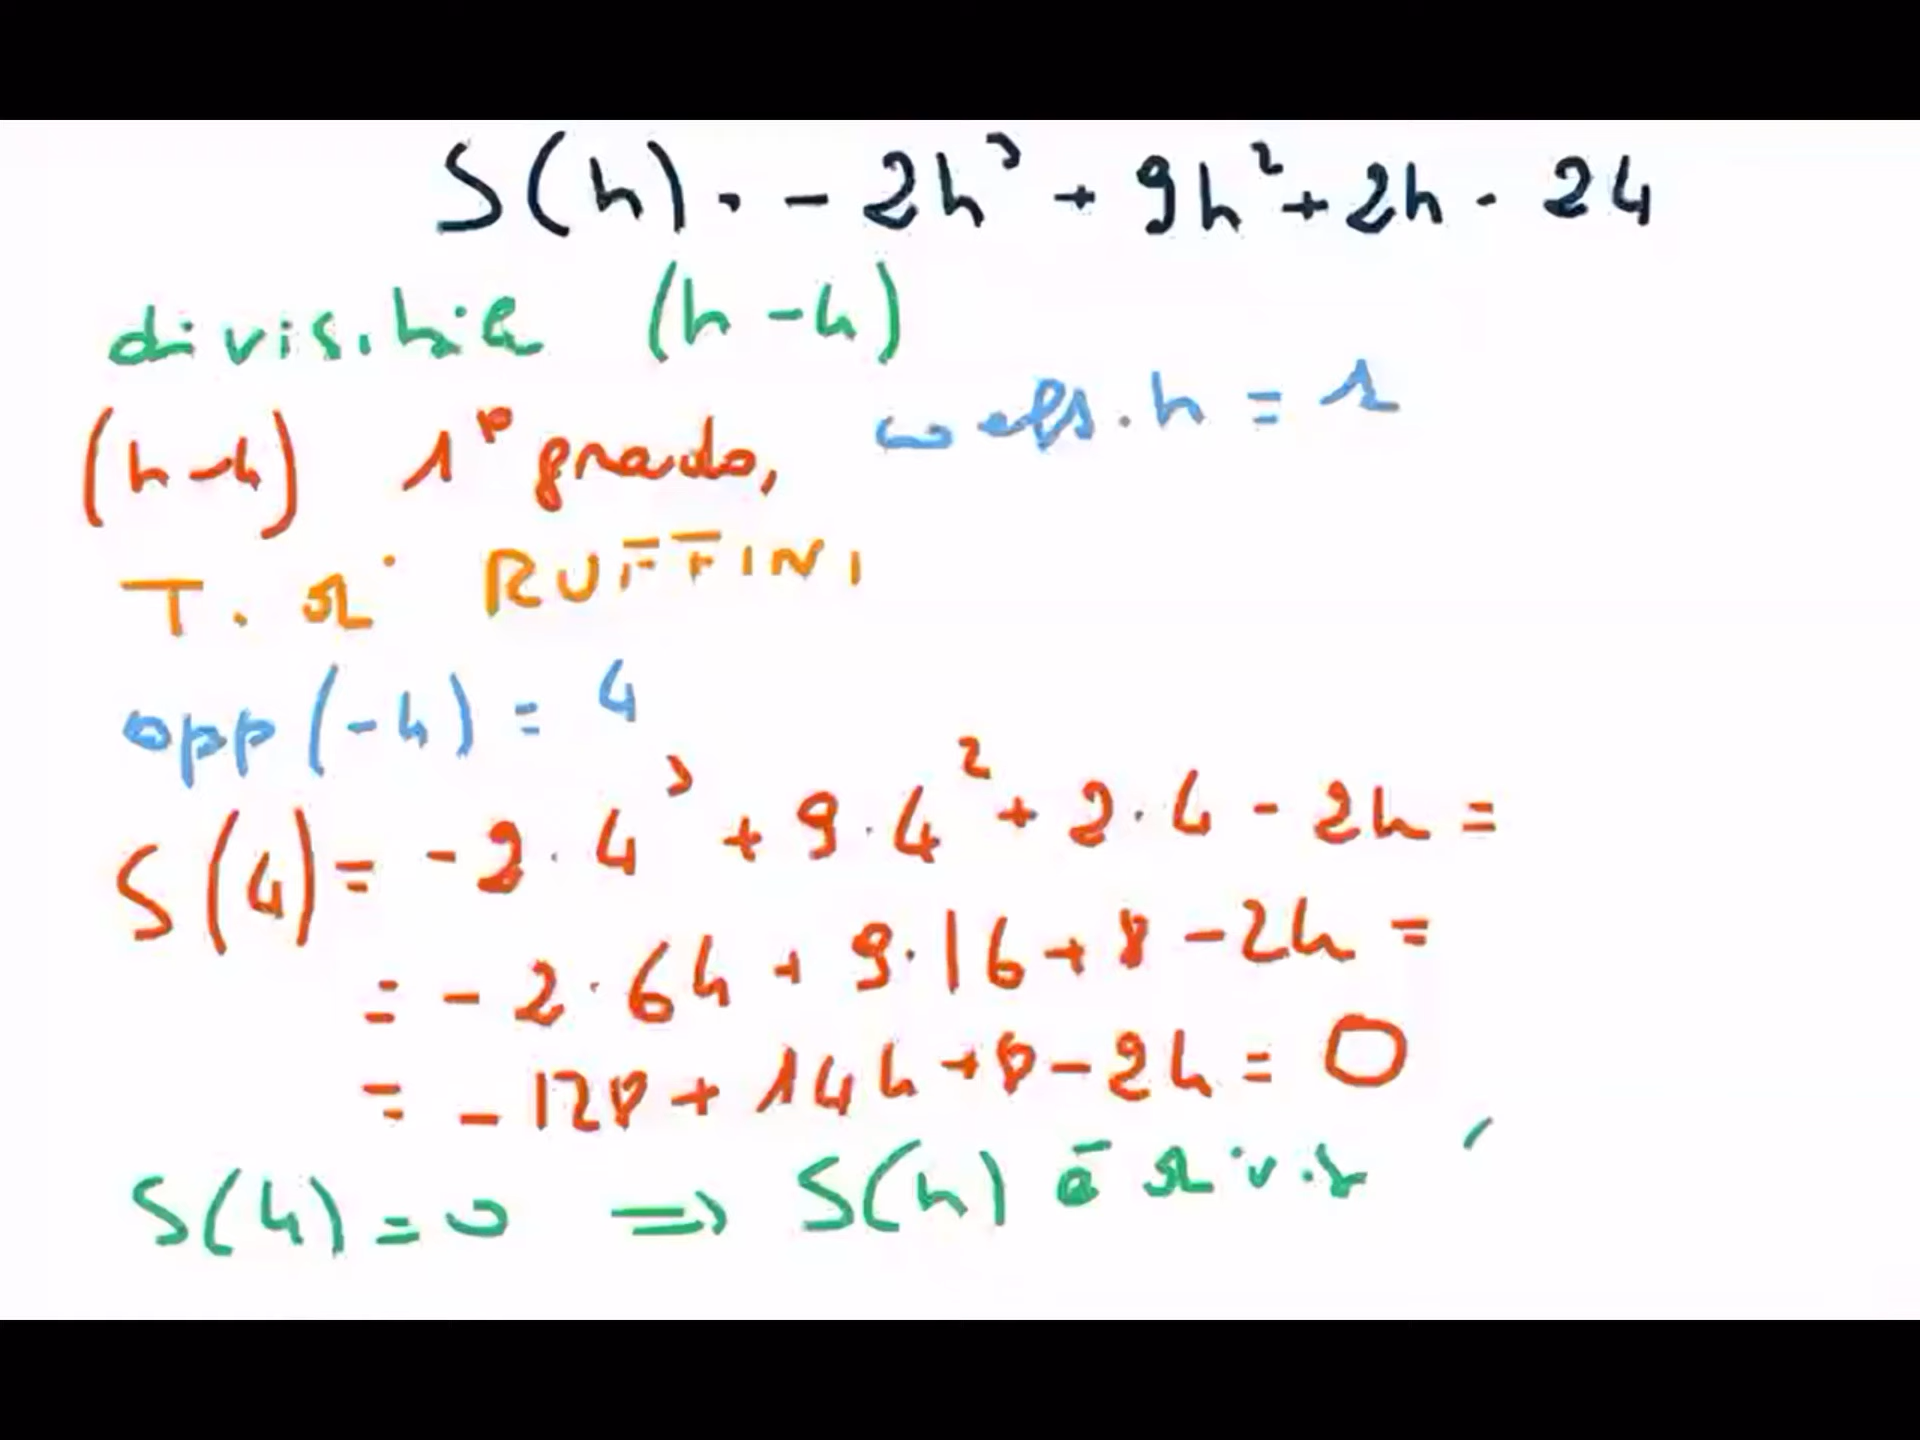 S(h) = - 2h³ + 9h² + 2h - 24
divisibile (h - 4)
(h - 4) 1° grado, coeff. h = 1
T. di RUFFINI
opp(-4) = 4
S(4) = - 2 · 4³ + 9 · 4² + 2 · 4 - 24 =
= - 2 · 64 + 9 · 16 + 8 - 24 =
= - 128 + 144 + 8 - 24 = 0
S(4) = 0 ⇒ S(h) è divis